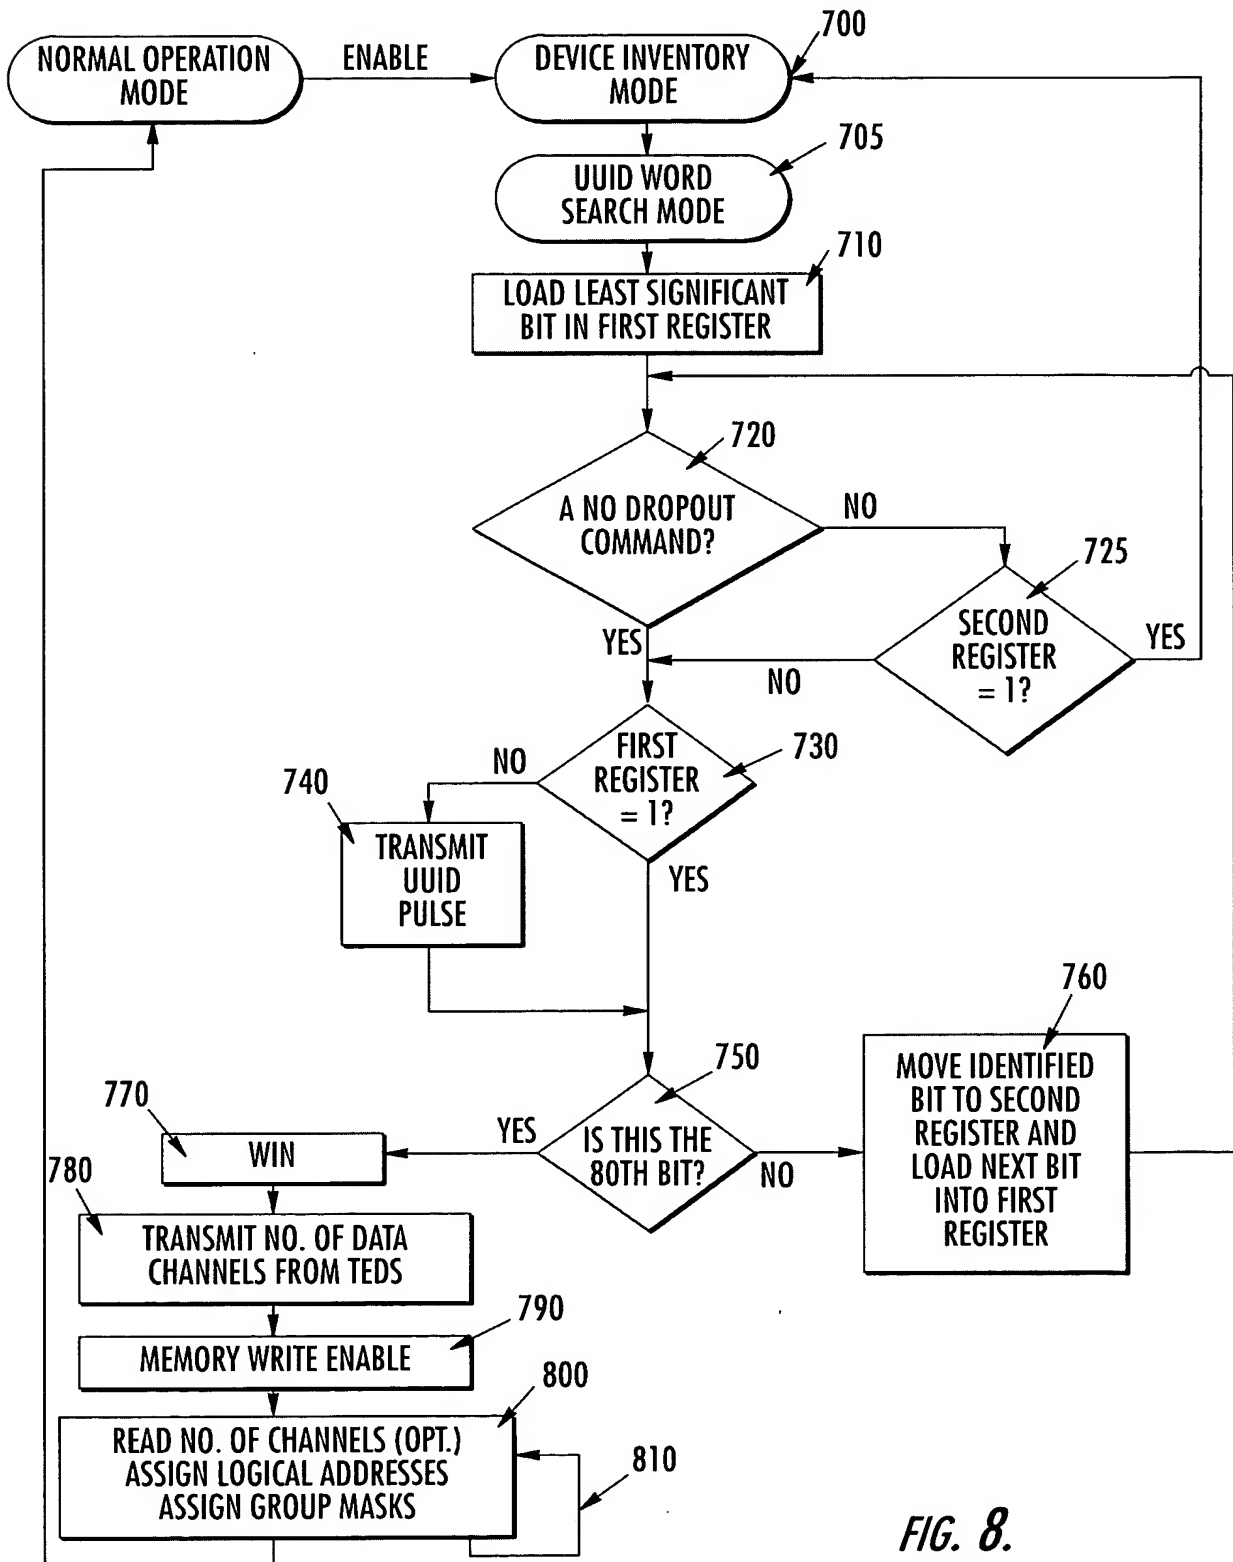 NORMAL OPERATION
MODE
ENABLE
DEVICE INVENTORY
MODE
700
705
UUID WORD
SEARCH MODE
710
LOAD LEAST SIGNIFICANT
BIT IN FIRST REGISTER
720
A NO DROPOUT
COMMAND?
NO
725
SECOND
REGISTER
= 1?
YES
YES
NO
730
FIRST
REGISTER
= 1?
NO
740
TRANSMIT
UUID
PULSE
YES
750
IS THIS THE
80TH BIT?
YES
NO
760
MOVE IDENTIFIED
BIT TO SECOND
REGISTER AND
LOAD NEXT BIT
INTO FIRST
REGISTER
770
WIN
780
TRANSMIT NO. OF DATA
CHANNELS FROM TEDS
790
MEMORY WRITE ENABLE
800
READ NO. OF CHANNELS (OPT.)
ASSIGN LOGICAL ADDRESSES
ASSIGN GROUP MASKS
810
FIG. 8.